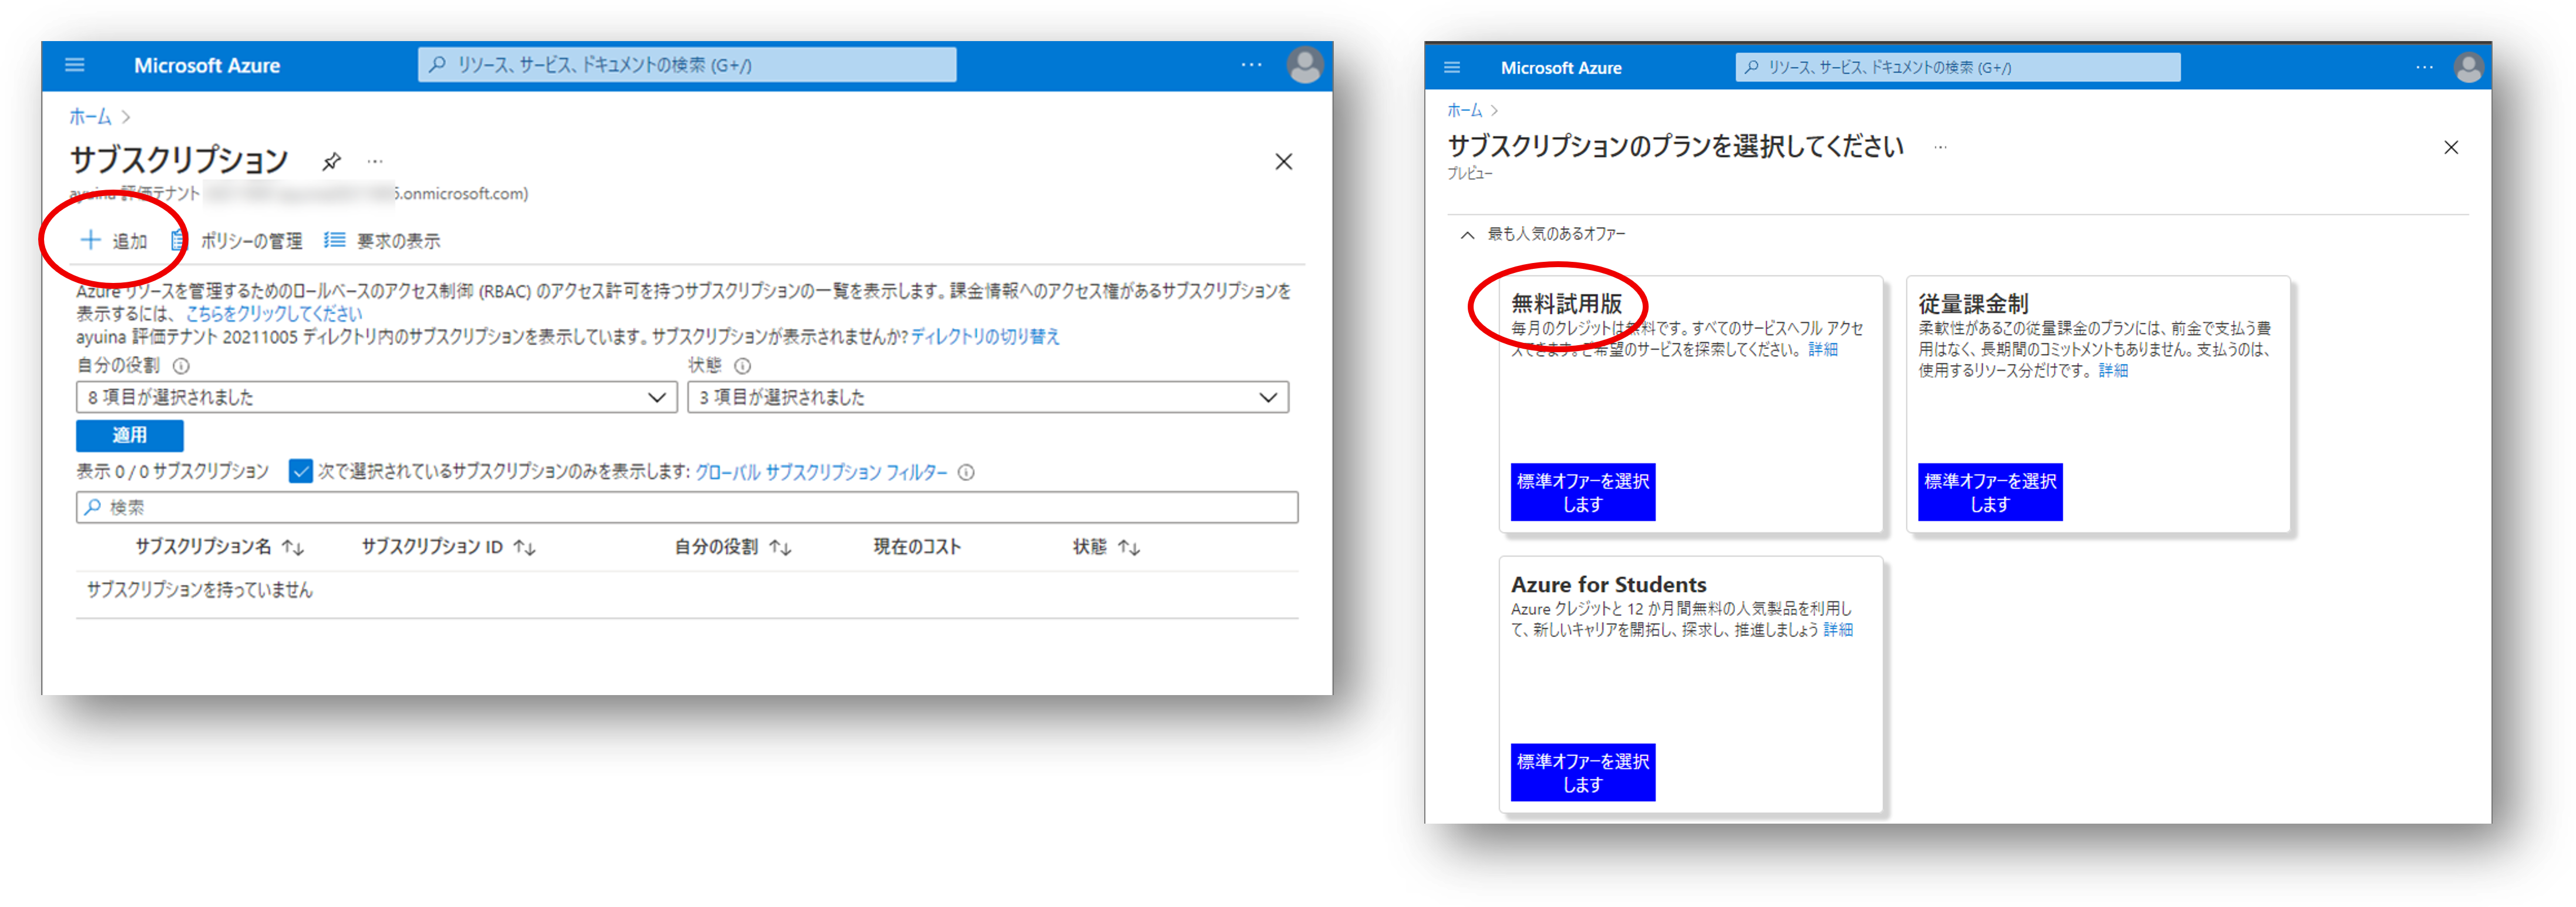 Microsoft Azure
リソース、サービス、ドキュメントの検索 (G+/)
ホーム >
サブスクリプション
ayuina 評価テナント
5.onmicrosoft.com)
+ 追加
ポリシーの管理
要求の表示
Azure リソースを管理するためのロールベースのアクセス制御 (RBAC) のアクセス許可を持つサブスクリプションの一覧を表示します。課金情報へのアクセス権があるサブスクリプションを
表示するには、こちらをクリックしてください
ayuina 評価テナント 20211005 ディレクトリ内のサブスクリプションを表示しています。サブスクリプションが表示されませんか? ディレクトリの切り替え
自分の役割
状態
8 項目が選択されました
3 項目が選択されました
適用
表示 0 / 0 サブスクリプション
次で選択されているサブスクリプションのみを表示します: グローバル サブスクリプション フィルター
検索
サブスクリプション名 ↑↓
サブスクリプション ID ↑↓
自分の役割 ↑↓
現在のコスト
状態 ↑↓
サブスクリプションを持っていません
Microsoft Azure
リソース、サービス、ドキュメントの検索 (G+/)
ホーム >
サブスクリプションのプランを選択してください
プレビュー
最も人気のあるオファー
無料試用版
毎月のクレジットは無料です。すべてのサービスへフル アクセ
スできます。ご希望のサービスを探索してください。 詳細
標準オファーを選択
します
従量課金制
柔軟性があるこの従量課金のプランには、前金で支払う費
用はなく、長期間のコミットメントもありません。支払うのは、
使用するリソース分だけです。 詳細
標準オファーを選択
します
Azure for Students
Azure クレジットと 12 か月間無料の人気製品を利用し
て、新しいキャリアを開拓し、探求し、推進しましょう 詳細
標準オファーを選択
します